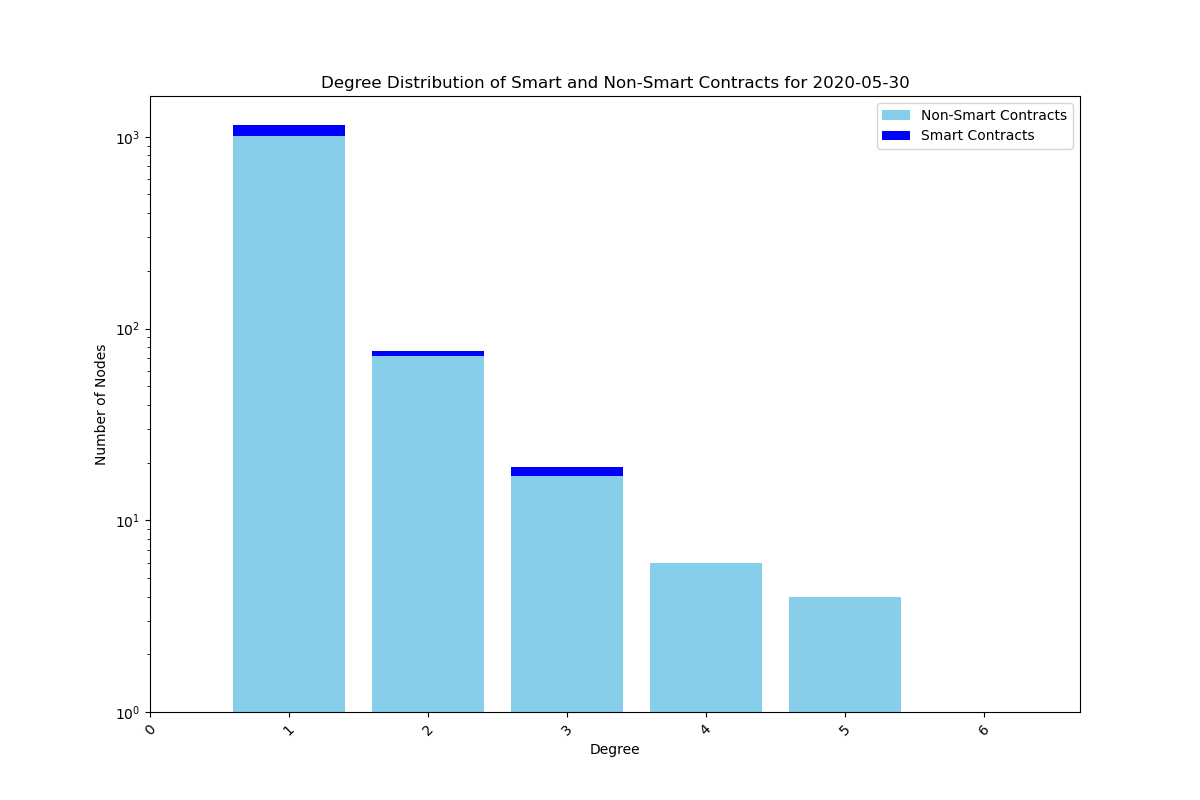 Degree Distribution of Smart and Non-Smart Contracts for 2020-05-30
Non-Smart Contracts
Smart Contracts
Number of Nodes
10³
10²
10¹
10⁰
0 1 2 3 4 5 6
Degree